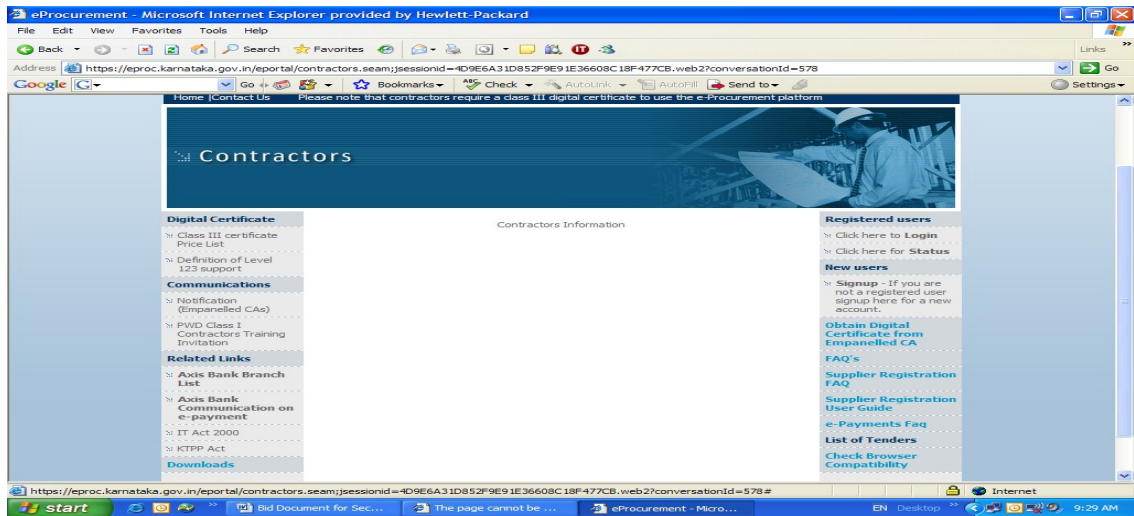 eProcurement - Microsoft Internet Explorer provided by Hewlett-Packard
File Edit View Favorites Tools Help
Back Search Favorites
Links
Address https://eproc.karnataka.gov.in/eportal/contractors.seam;jsessionid=4D9E6A31D852F9E91E36608C18F477CB.web2?conversationId=578 Go
Google G Go Bookmarks Check AutoLink AutoFill Send to Settings
Home |Contact Us Please note that contractors require a class III digital certificate to use the e-Procurement platform
Contractors
Digital Certificate
Class III certificate
Price List
Definition of Level
123 support
Communications
Notification
(Empanelled CAs)
PWD Class I
Contractors Training
Invitation
Related Links
Axis Bank Branch
List
Axis Bank
Communication on
e-payment
IT Act 2000
KTPP Act
Downloads
Contractors Information
Registered users
Click here to Login
Click here for Status
New users
Signup - If you are
not a registered user
signup here for a new
account.
Obtain Digital
Certificate from
Empanelled CA
FAQ's
Supplier Registration
FAQ
Supplier Registration
User Guide
e-Payments Faq
List of Tenders
Check Browser
Compatibility
https://eproc.karnataka.gov.in/eportal/contractors.seam;jsessionid=4D9E6A31D852F9E91E36608C18F477CB.web2?conversationId=578# Internet
start Bid Document for Sec... The page cannot be ... eProcurement - Micro... EN Desktop 9:29 AM